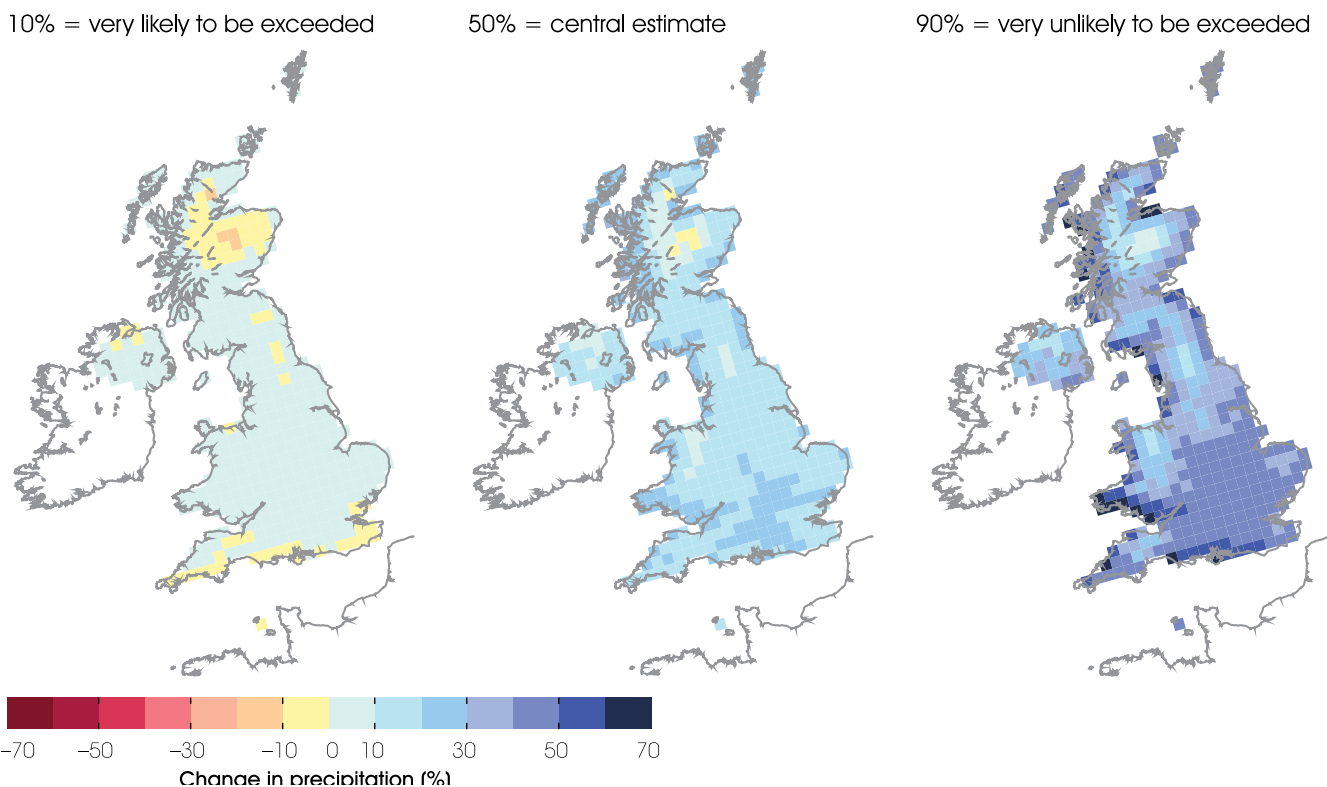 10% = very likely to be exceeded
50% = central estimate
90% = very unlikely to be exceeded
–70 –50 –30 –10 0 10 30 50 70
Change in precipitation (%)